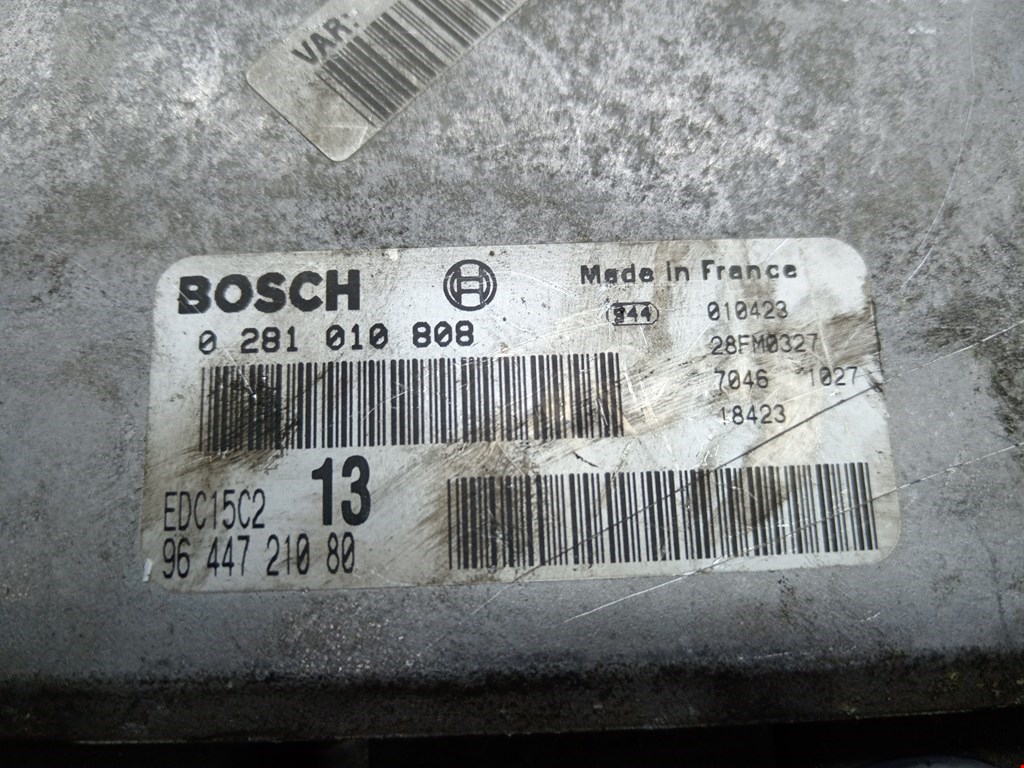 VAR:
BOSCH
Made in France
0 281 010 808
344
010423
28FM0327
7046 1027
18423
13
EDC15C2
96 447 210 80